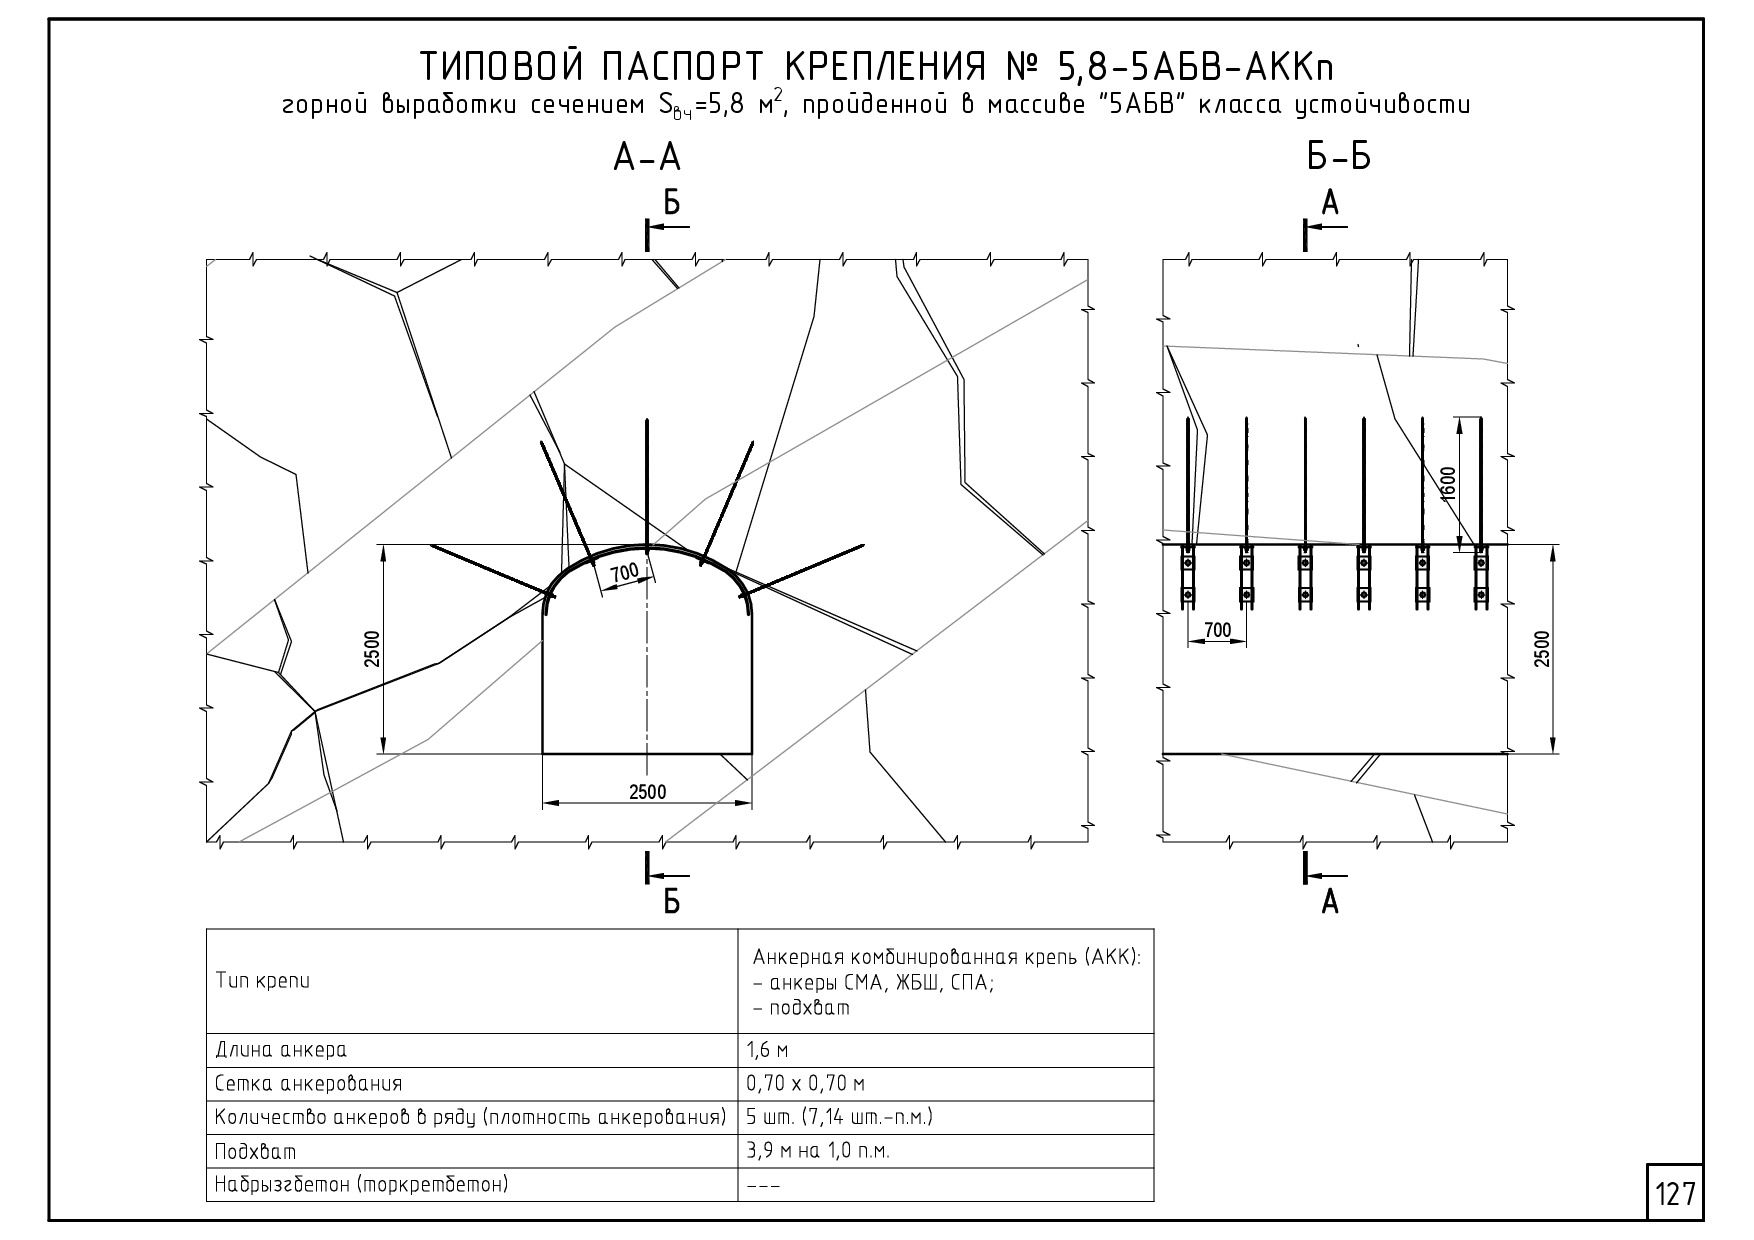 ТИПОВОЙ ПАСПОРТ КРЕПЛЕНИЯ № 5,8-5АБВ-АККп
горной выработки сечением Sвч=5,8 м², пройденной в массиве "5АБВ" класса устойчивости
А-А
Б-Б
Б
А
1600
700
700
2500
2500
2500
Б
А
Тип крепи
Анкерная комбинированная крепь (АКК):
- анкеры СМА, ЖБШ, СПА;
- подхват
Длина анкера
1,6 м
Сетка анкерования
0,70 х 0,70 м
Количество анкеров в ряду (плотность анкерования)
5 шт. (7,14 шт.-п.м.)
Подхват
3,9 м на 1,0 п.м.
Набрызгбетон (торкретбетон)
---
127